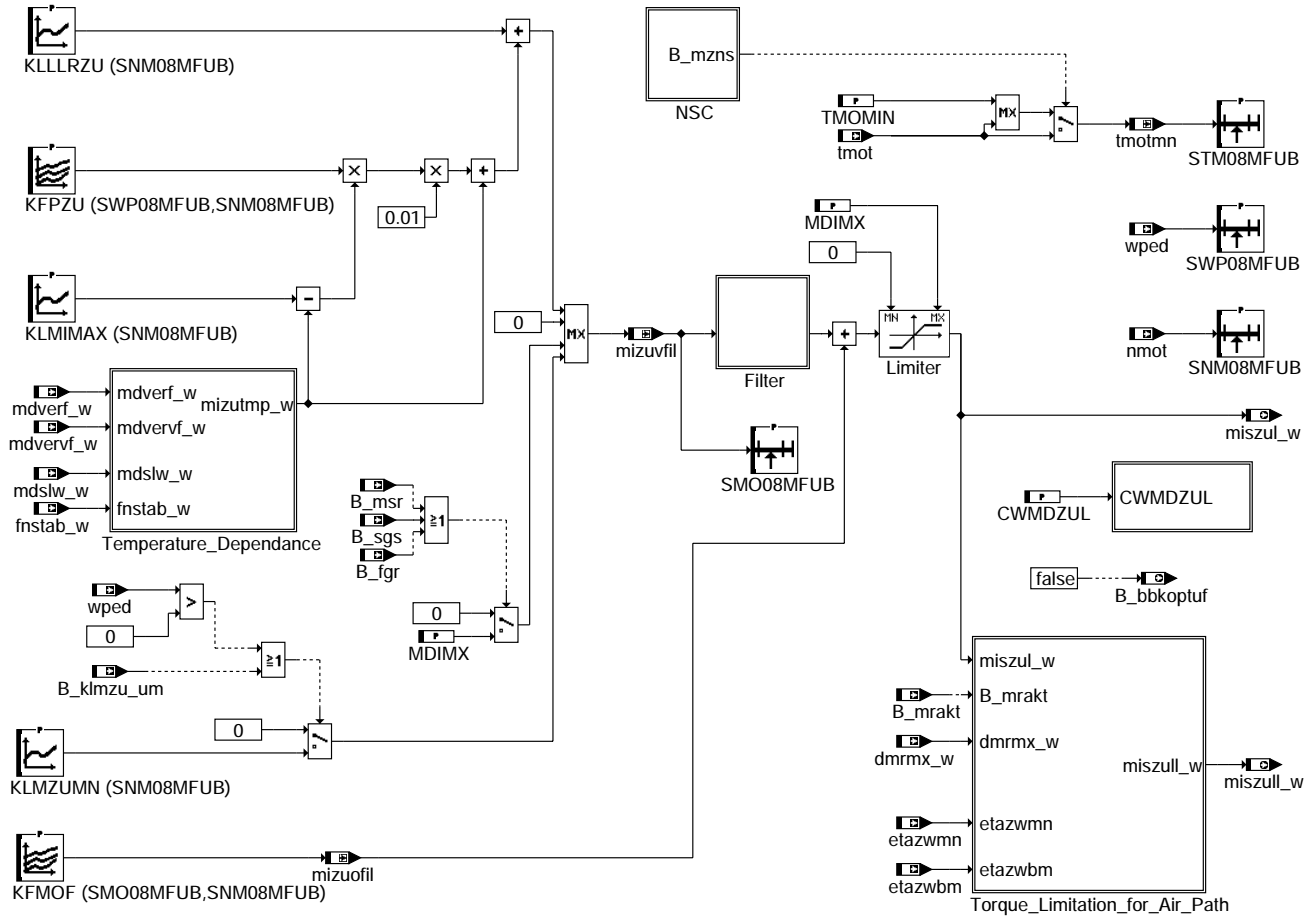 P
KLLLRZU (SNM08MFUB)
+
B_mzns
NSC
P
TMOMIN
MX
tmot
tmotmn
P
STM08MFUB
P
KFPZU (SWP08MFUB,SNM08MFUB)
×
×
+
0.01
P
MDIMX
0
wped
P
SWP08MFUB
P
KLMIMAX (SNM08MFUB)
−
0
MX
mizuvfil
Filter
+
MN MX
Limiter
nmot
P
SNM08MFUB
mdverf_w
mdvervf_w
mdslw_w
fnstab_w
mdverf_w
mizutmp_w
mdvervf_w
mdslw_w
fnstab_w
Temperature_Dependance
miszul_w
P
SMO08MFUB
B_msr
B_sgs
B_fgr
≥1
P
CWMDZUL
CWMDZUL
false
B_bbkoptuf
wped
>
0
0
P
MDIMX
B_klmzu_um
≥1
0
P
KLMZUMN (SNM08MFUB)
miszul_w
B_mrakt
B_mrakt
dmrmx_w
dmrmx_w
miszull_w
miszull_w
etazwmn
etazwmn
etazwbm
etazwbm
Torque_Limitation_for_Air_Path
P
KFMOF (SMO08MFUB,SNM08MFUB)
mizuofil